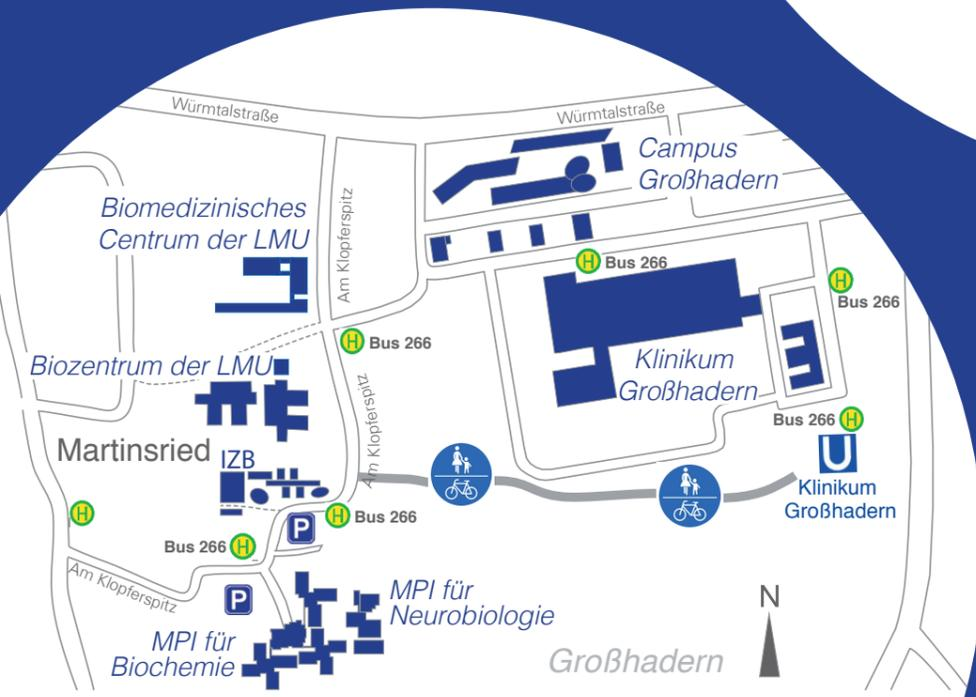 Würmtalstraße
Würmtalstraße
Campus
Großhadern
Biomedizinisches
Centrum der LMU
Am Klopferspitz
H Bus 266
H
Bus 266
H Bus 266
Biozentrum der LMU
Klinikum
Großhadern
Am Klopferspitz
Bus 266 H
Martinsried
IZB
U
Klinikum
Großhadern
H
H Bus 266
P
Bus 266 H
Am Klopferspitz
P
MPI für
Neurobiologie
N
MPI für
Biochemie
Großhadern